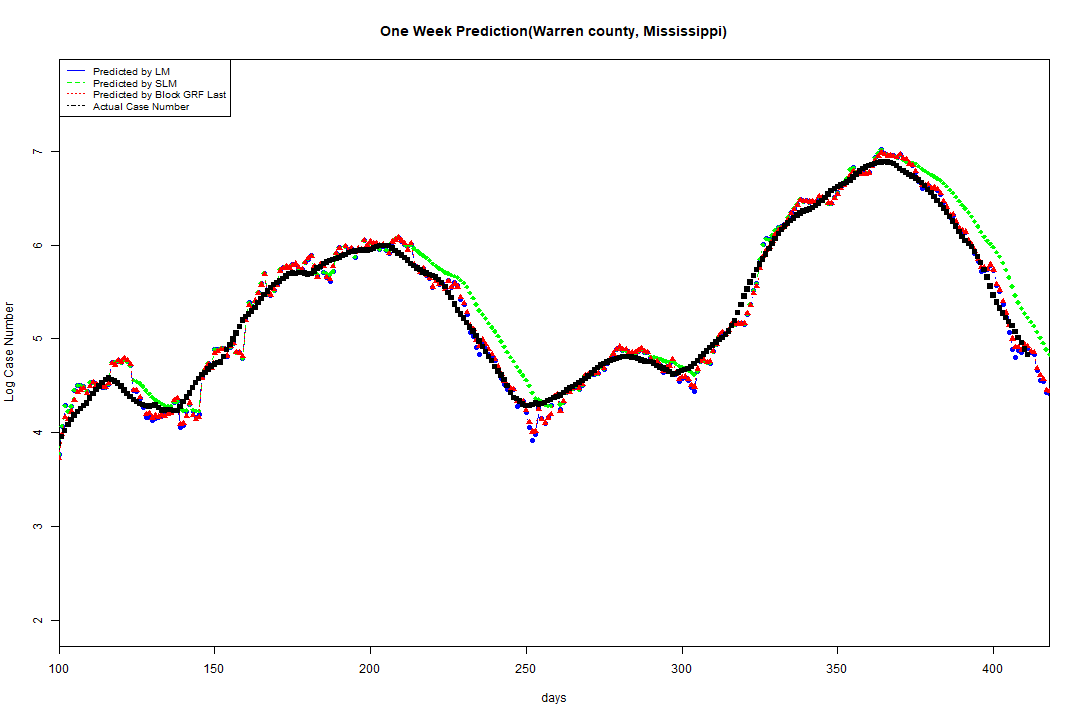 One Week Prediction(Warren county, Mississippi)
Predicted by LM
Predicted by SLM
Predicted by Block GRF Last
Actual Case Number
7
6
5
4
3
2
Log Case Number
100 150 200 250 300 350 400
days